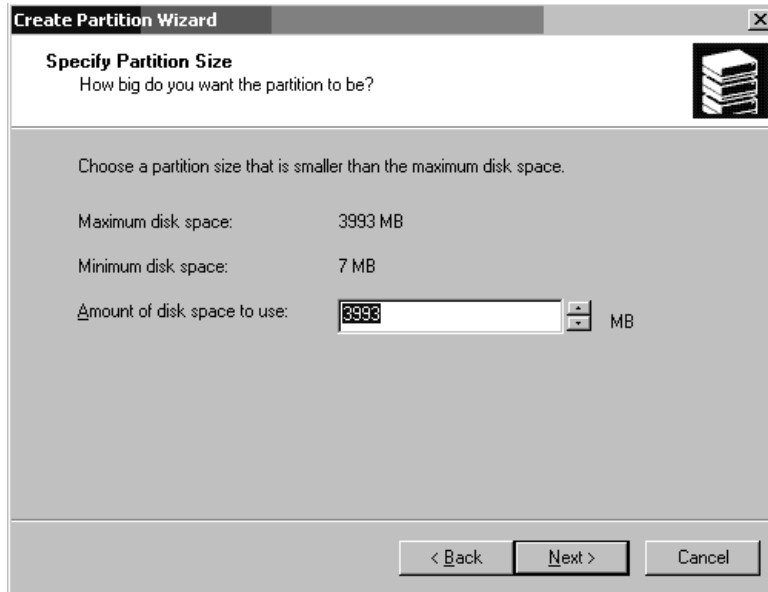 Create Partition Wizard
Specify Partition Size
How big do you want the partition to be?
Choose a partition size that is smaller than the maximum disk space.
Maximum disk space: 3993 MB
Minimum disk space: 7 MB
Amount of disk space to use: 3993 MB
< Back Next > Cancel